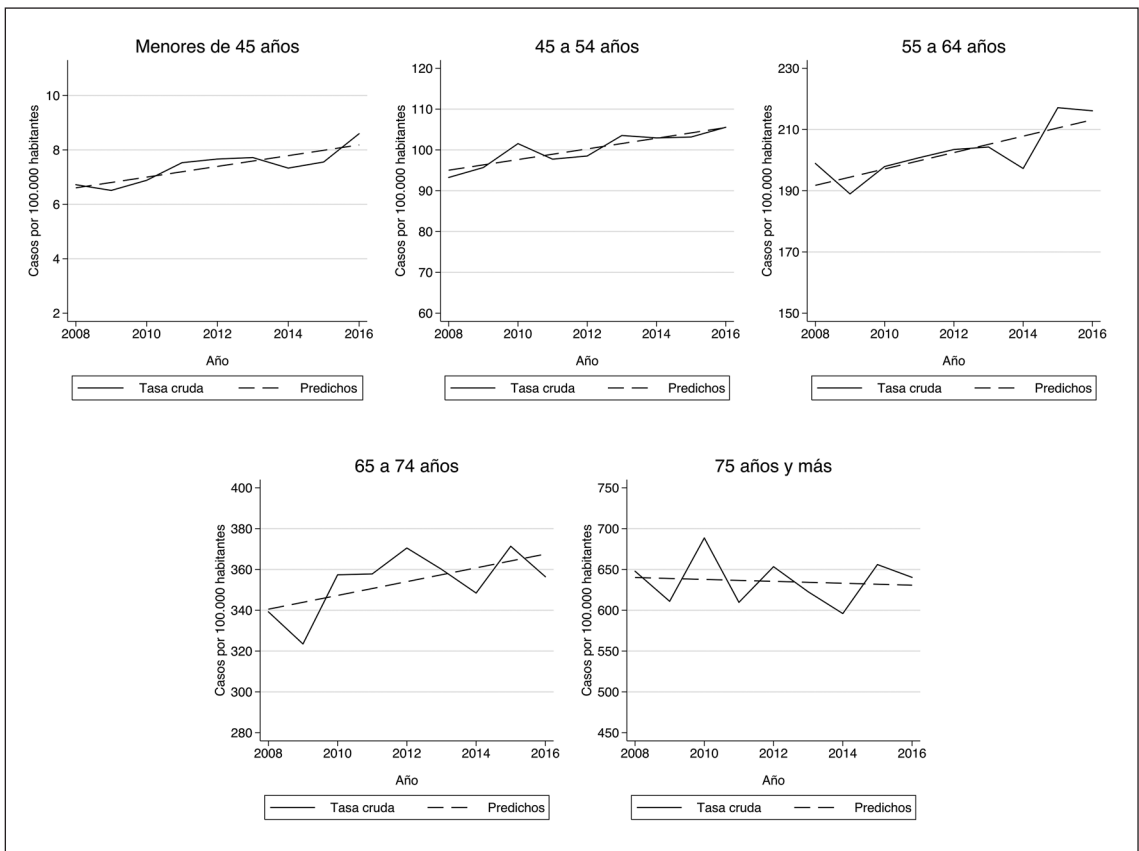 Menores de 45 años
Casos por 100.000 habitantes
10
8
6
4
2
2008 2010 2012 2014 2016
Año
Tasa cruda Predichos
45 a 54 años
Casos por 100.000 habitantes
120
110
100
90
80
70
60
2008 2010 2012 2014 2016
Año
Tasa cruda Predichos
55 a 64 años
Casos por 100.000 habitantes
230
210
190
170
150
2008 2010 2012 2014 2016
Año
Tasa cruda Predichos
65 a 74 años
Casos por 100.000 habitantes
400
380
360
340
320
300
280
2008 2010 2012 2014 2016
Año
Tasa cruda Predichos
75 años y más
Casos por 100.000 habitantes
750
700
650
600
550
500
450
2008 2010 2012 2014 2016
Año
Tasa cruda Predichos